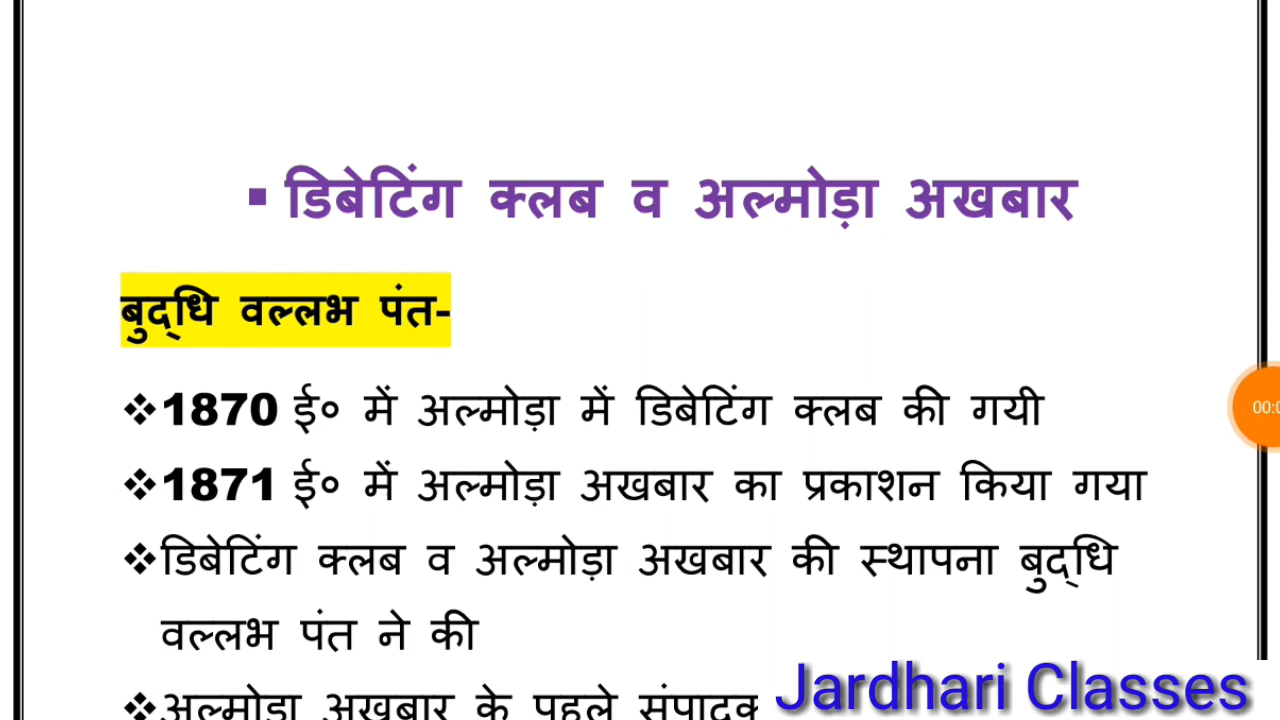 ▪ डिबेटिंग क्लब व अल्मोड़ा अखबार
बुद्धि वल्लभ पंत-
❖1870 ई० में अल्मोड़ा में डिबेटिंग क्लब की गयी
❖1871 ई० में अल्मोड़ा अखबार का प्रकाशन किया गया
❖डिबेटिंग क्लब व अल्मोड़ा अखबार की स्थापना बुद्धि
वल्लभ पंत ने की
❖अल्मोड़ा अखबार के पहले संपादक
Jardhari Classes